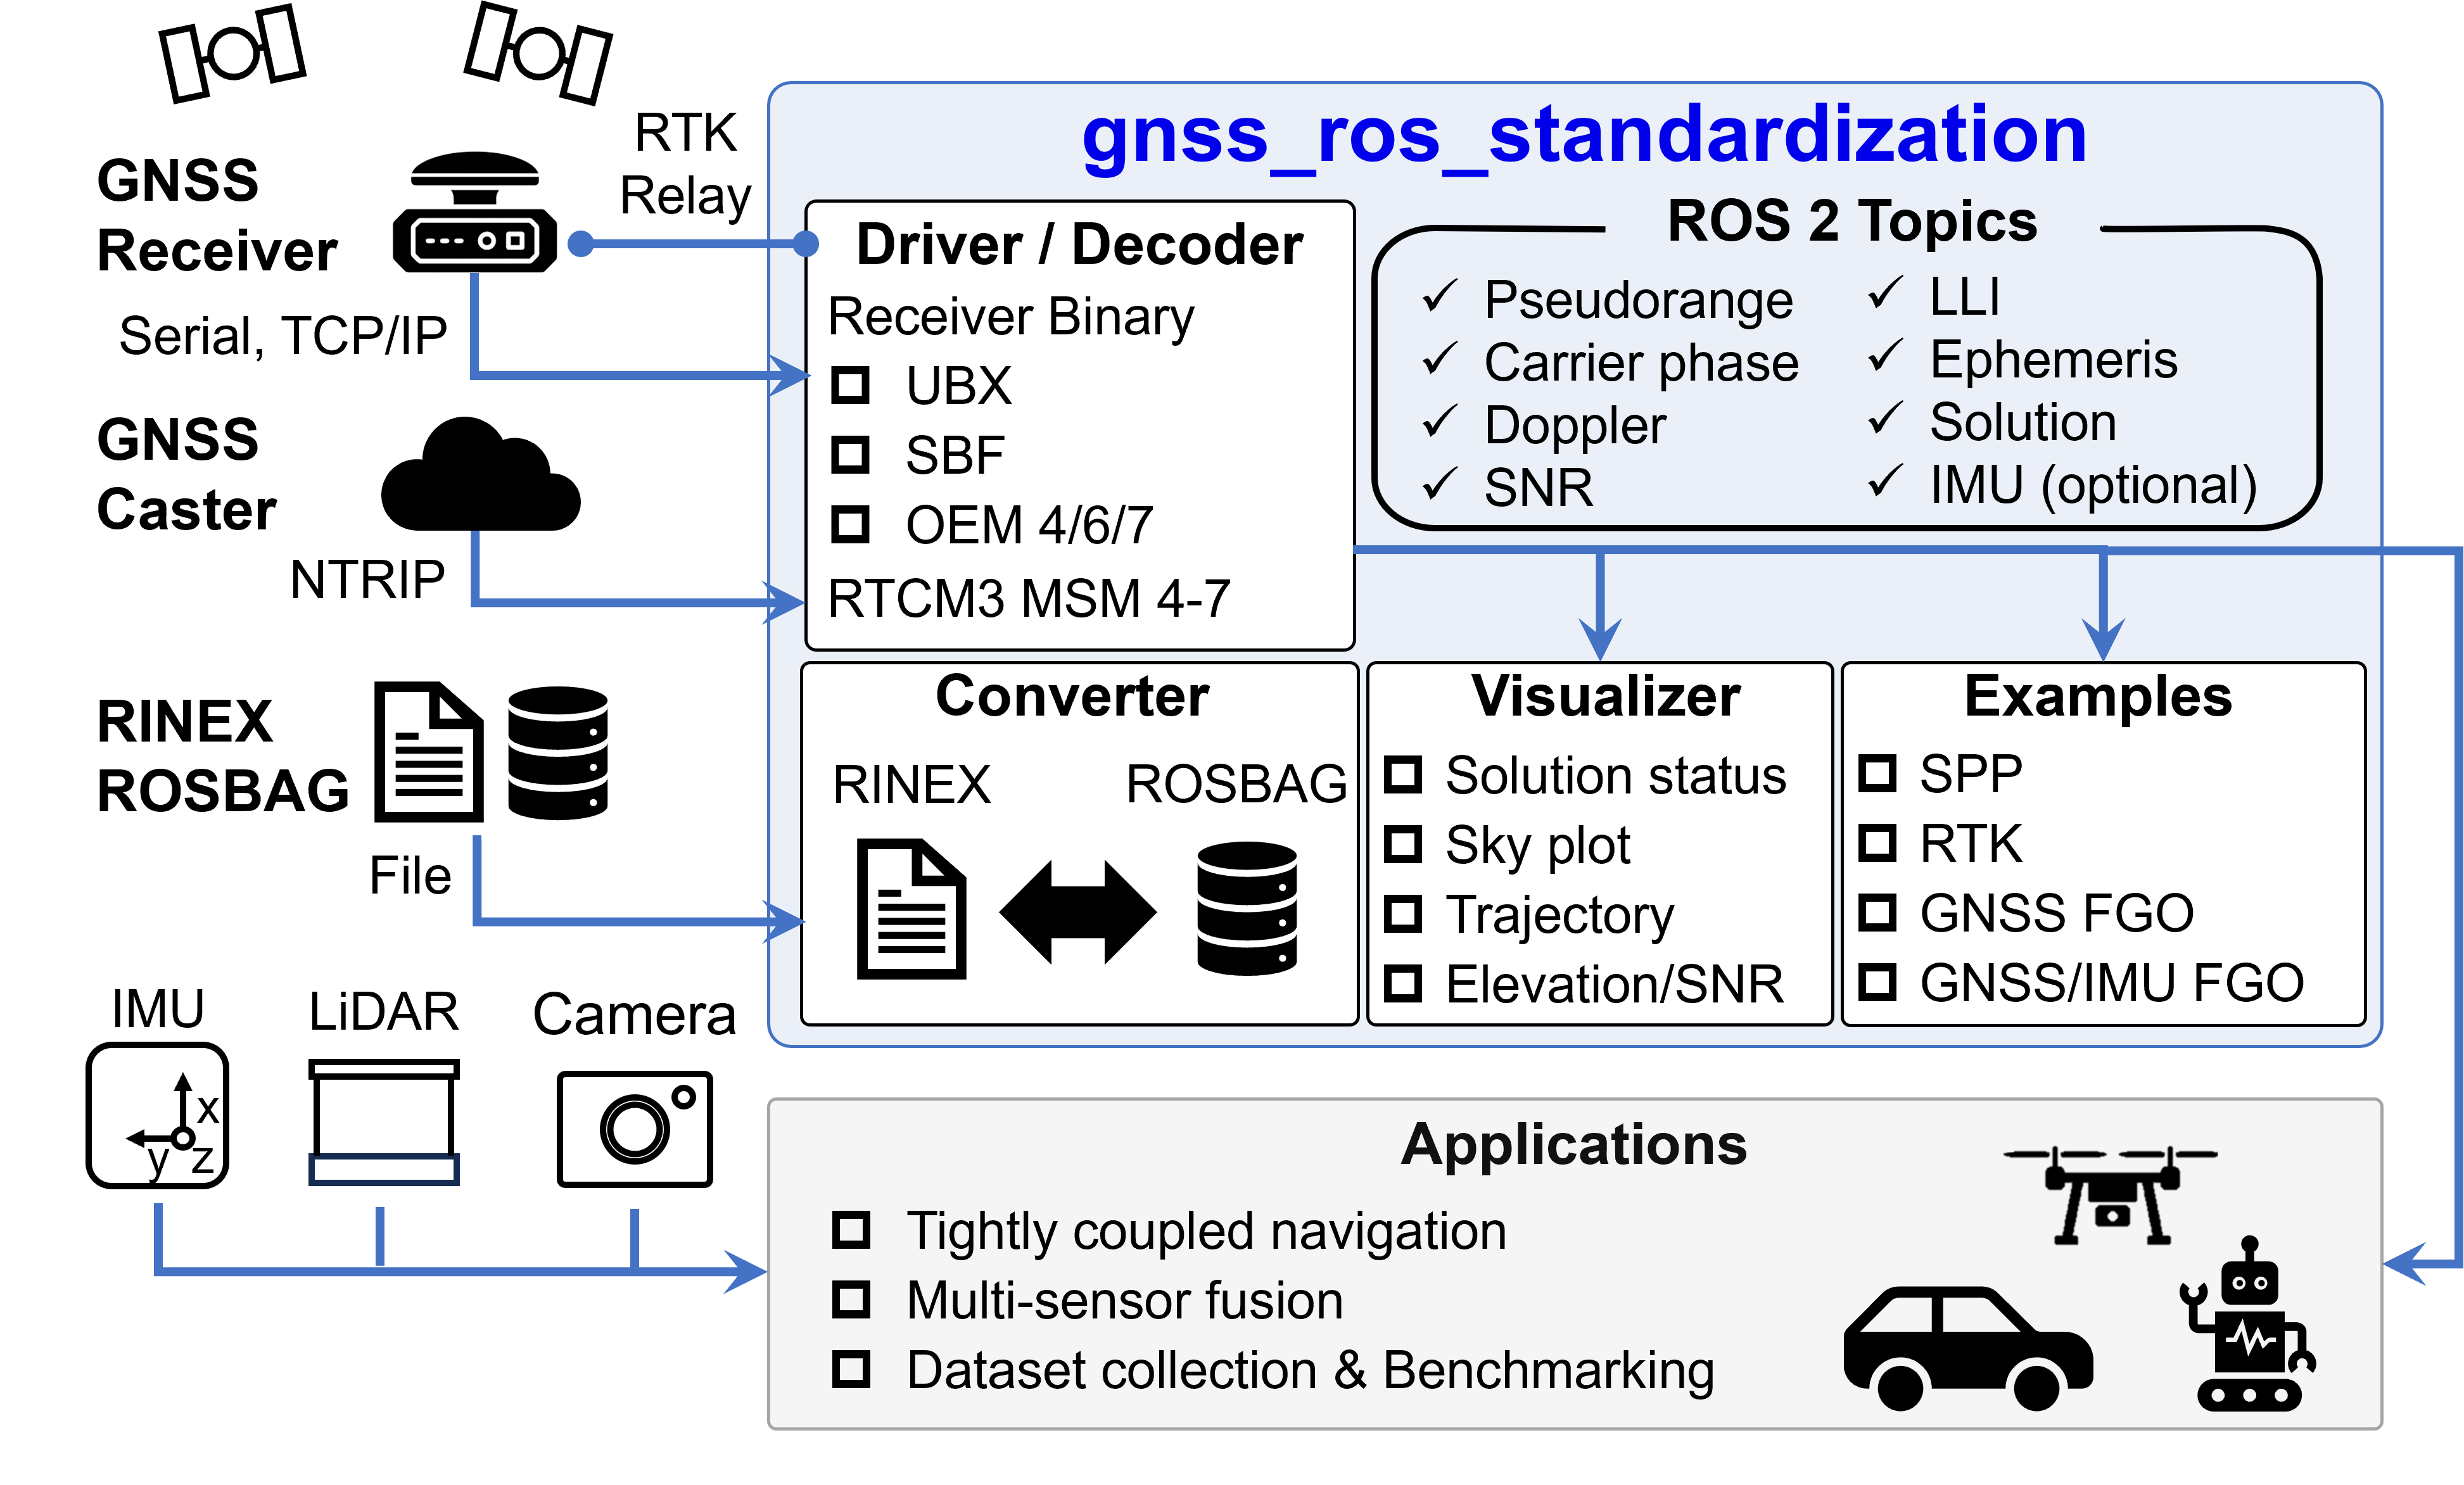 gnss_ros_standardization
RTK
Relay
GNSS
Receiver
Serial, TCP/IP
GNSS
Caster
NTRIP
RINEX
ROSBAG
File
IMU
x
y z
LiDAR
Camera
Driver / Decoder
Receiver Binary
UBX
SBF
OEM 4/6/7
RTCM3 MSM 4-7
ROS 2 Topics
Pseudorange
Carrier phase
Doppler
SNR
LLI
Ephemeris
Solution
IMU (optional)
Converter
RINEX ROSBAG
Visualizer
Solution status
Sky plot
Trajectory
Elevation/SNR
Examples
SPP
RTK
GNSS FGO
GNSS/IMU FGO
Applications
Tightly coupled navigation
Multi-sensor fusion
Dataset collection & Benchmarking